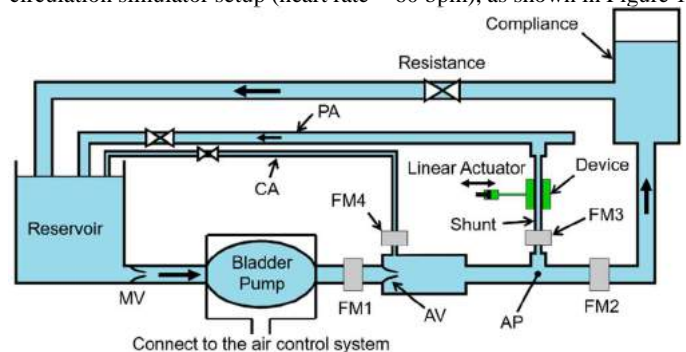 circulation simulator setup (heart rate = 60 bpm), as shown in Figure 1
Compliance
Resistance
PA
CA
Linear Actuator
Device
FM4
Shunt
FM3
Reservoir
Bladder
Pump
MV
FM1
AV
AP
FM2
Connect to the air control system